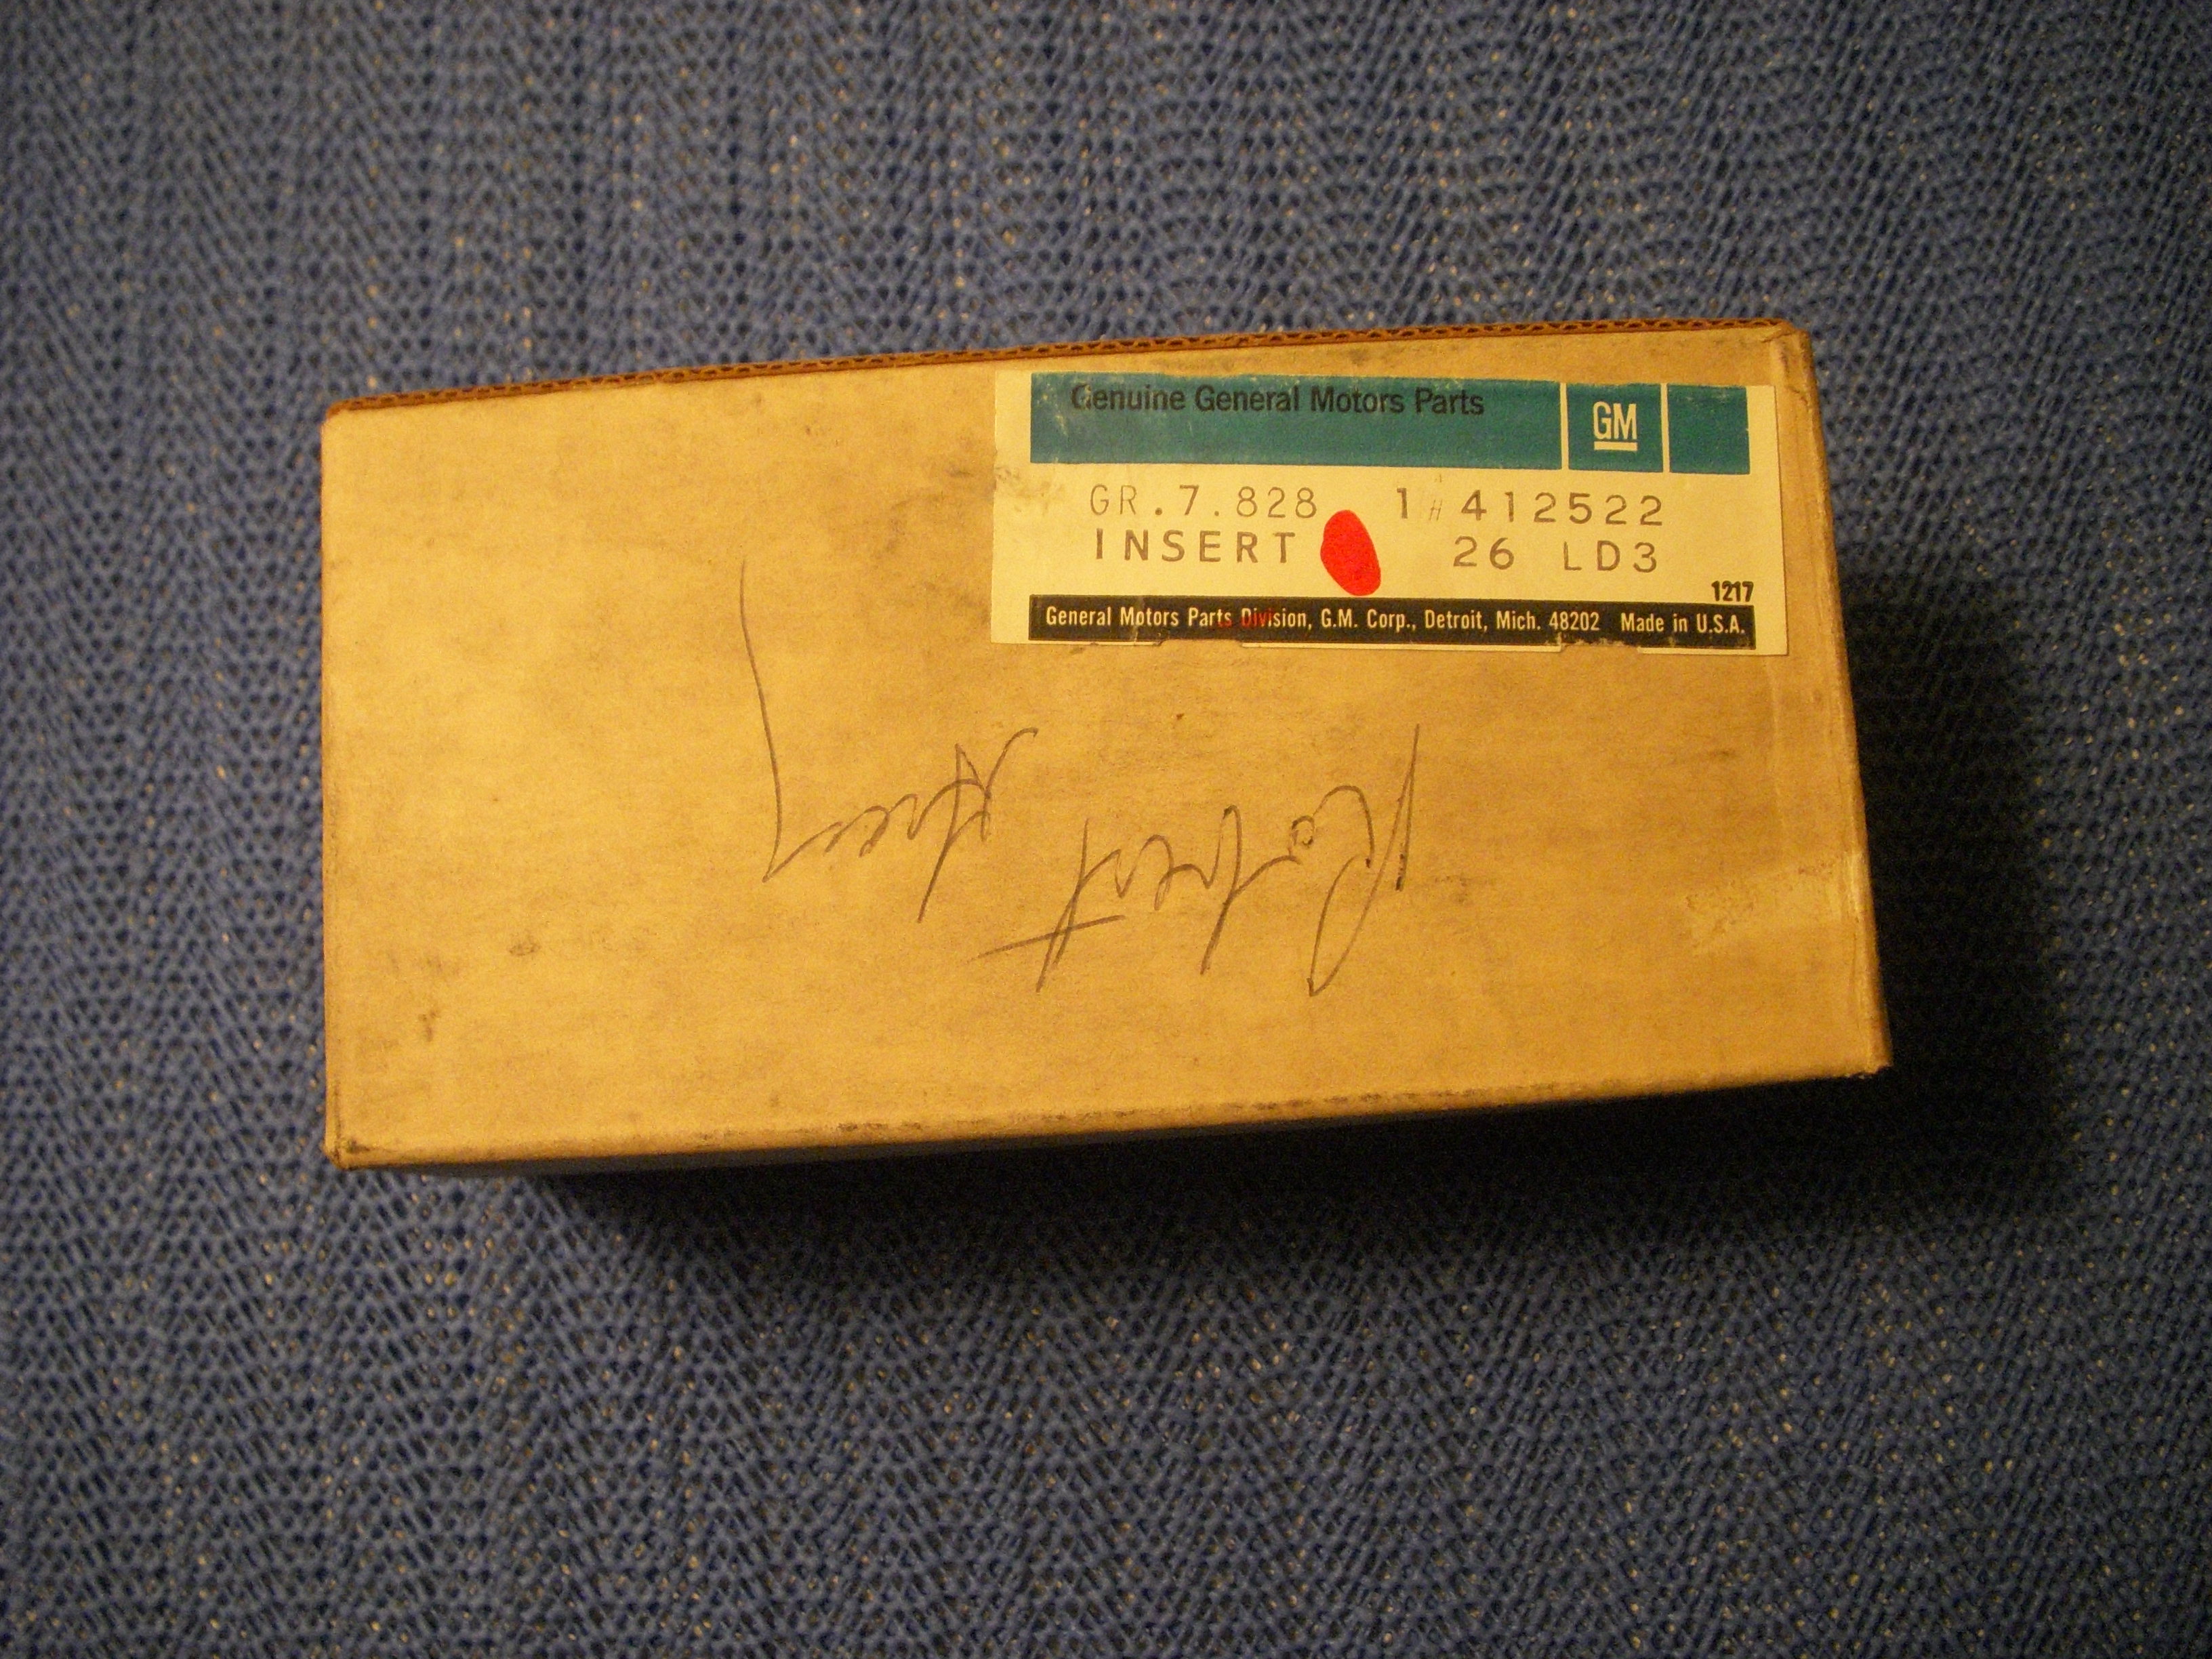 Genuine General Motors Parts
GM
GR.7.828 1 # 412522
INSERT 26 LD3
1217
General Motors Parts Division, G.M. Corp., Detroit, Mich. 48202 Made in U.S.A.
Robert